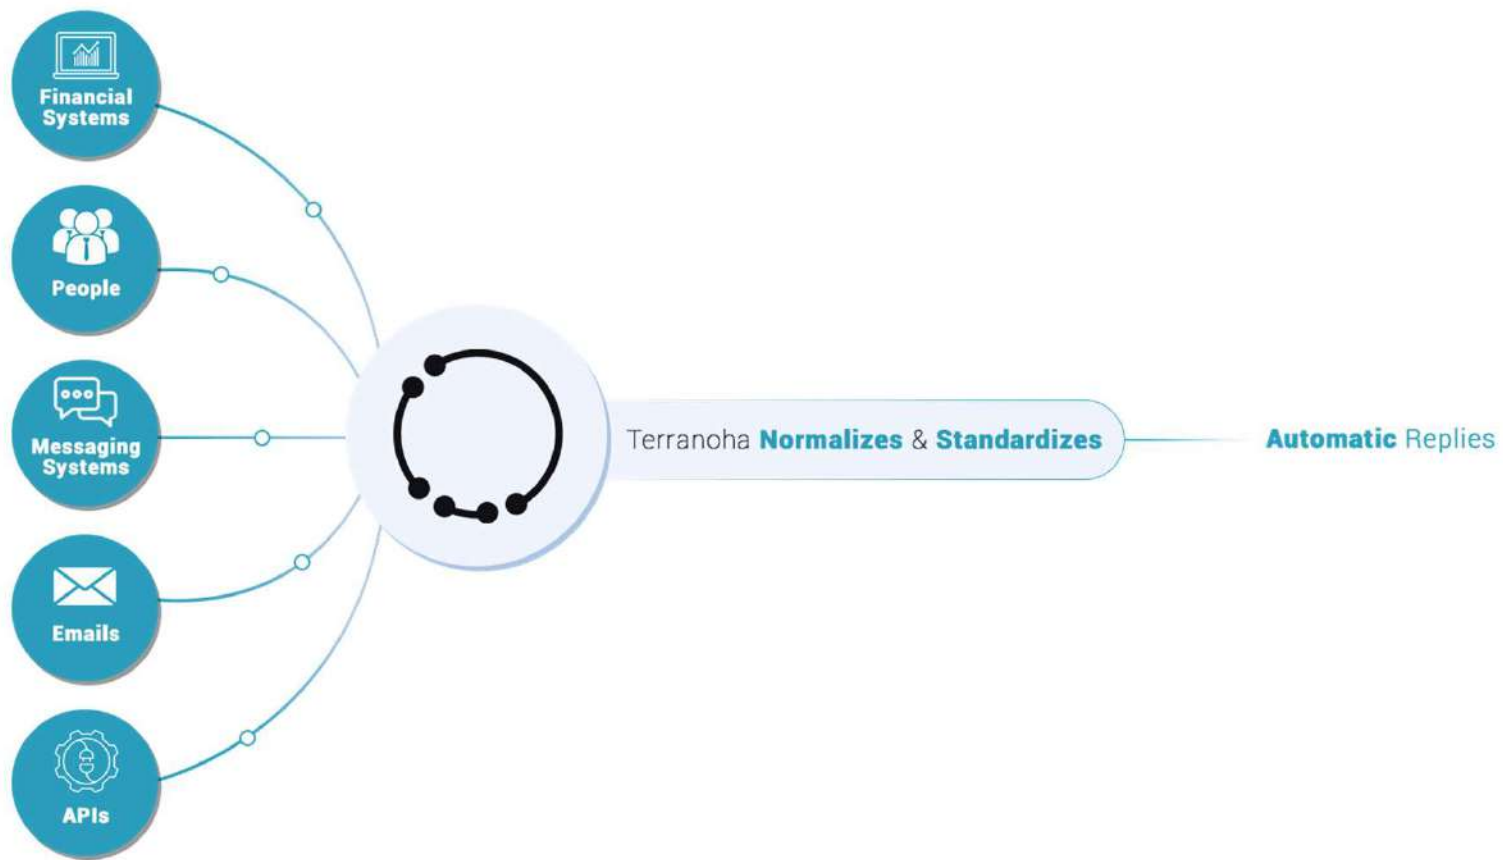 Financial
Systems
People
Messaging
Systems
Emails
APIs
Terranoha Normalizes & Standardizes
Automatic Replies